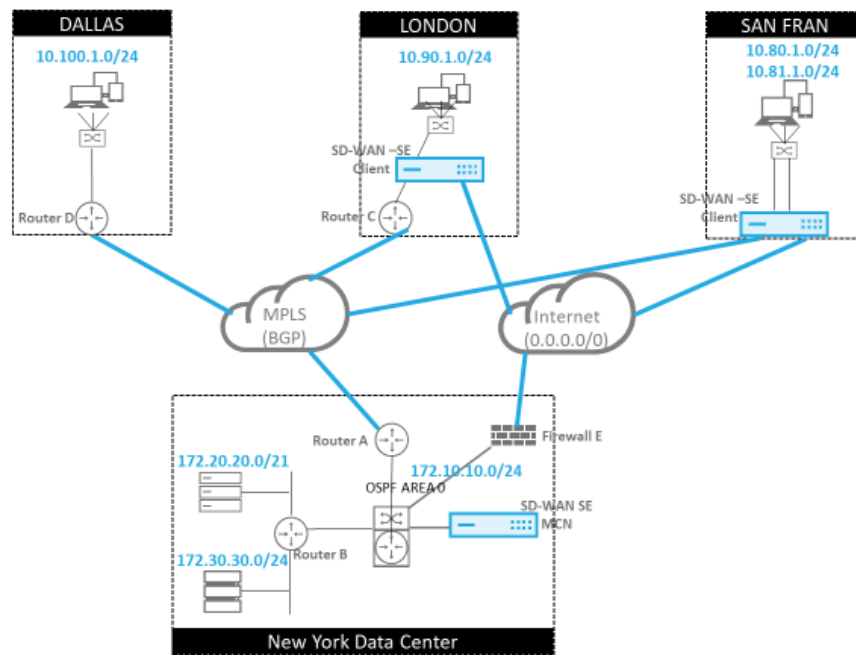 DALLAS
10.100.1.0/24
Router D
LONDON
10.90.1.0/24
SD-WAN –SE
Client
Router C
SAN FRAN
10.80.1.0/24
10.81.1.0/24
SD-WAN –SE
Client
MPLS
(BGP)
Internet
(0.0.0.0/0)
Router A
Firewall E
172.10.10.0/24
OSPF AREA 0
172.20.20.0/21
SD-WAN SE
MCN
Router B
172.30.30.0/24
New York Data Center